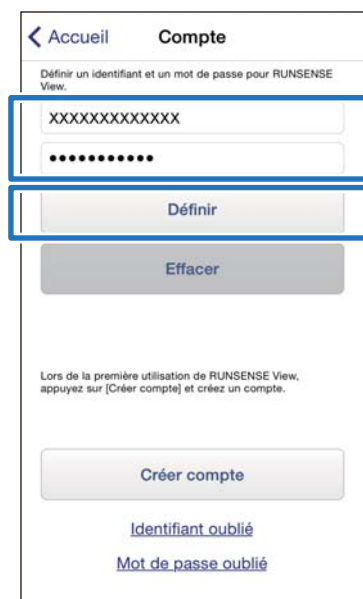 Accueil Compte
Définir un identifiant et un mot de passe pour RUNSENSE
View.
XXXXXXXXXXXXX
•••••••••••
Définir
Effacer
Lors de la première utilisation de RUNSENSE View,
appuyez sur [Créer compte] et créez un compte.
Créer compte
Identifiant oublié
Mot de passe oublié